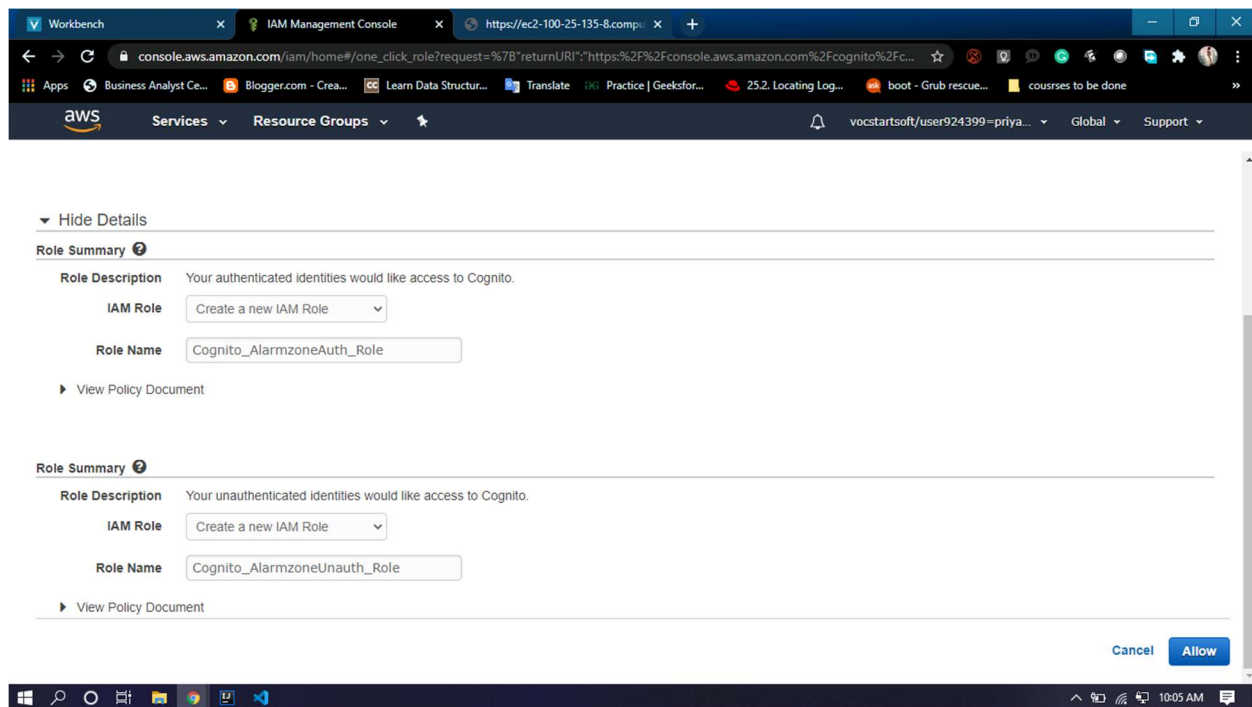 Workbench IAM Management Console https://ec2-100-25-135-8.compu
console.aws.amazon.com/iam/home#/one_click_role?request=%7B"returnURI":"https:%2F%2Fconsole.aws.amazon.com%2Fcognito%2Fc...
Apps Business Analyst Ce... Blogger.com - Crea... CC Learn Data Structur... Translate Practice | Geeksfor... 25.2. Locating Log... ask boot - Grub rescue... cousrses to be done »
aws Services Resource Groups vocstartsoft/user924399=priya... Global Support
Hide Details
Role Summary ?
Role Description Your authenticated identities would like access to Cognito.
IAM Role Create a new IAM Role
Role Name Cognito_AlarmzoneAuth_Role
View Policy Document
Role Summary ?
Role Description Your unauthenticated identities would like access to Cognito.
IAM Role Create a new IAM Role
Role Name Cognito_AlarmzoneUnauth_Role
View Policy Document
Cancel Allow
10:05 AM